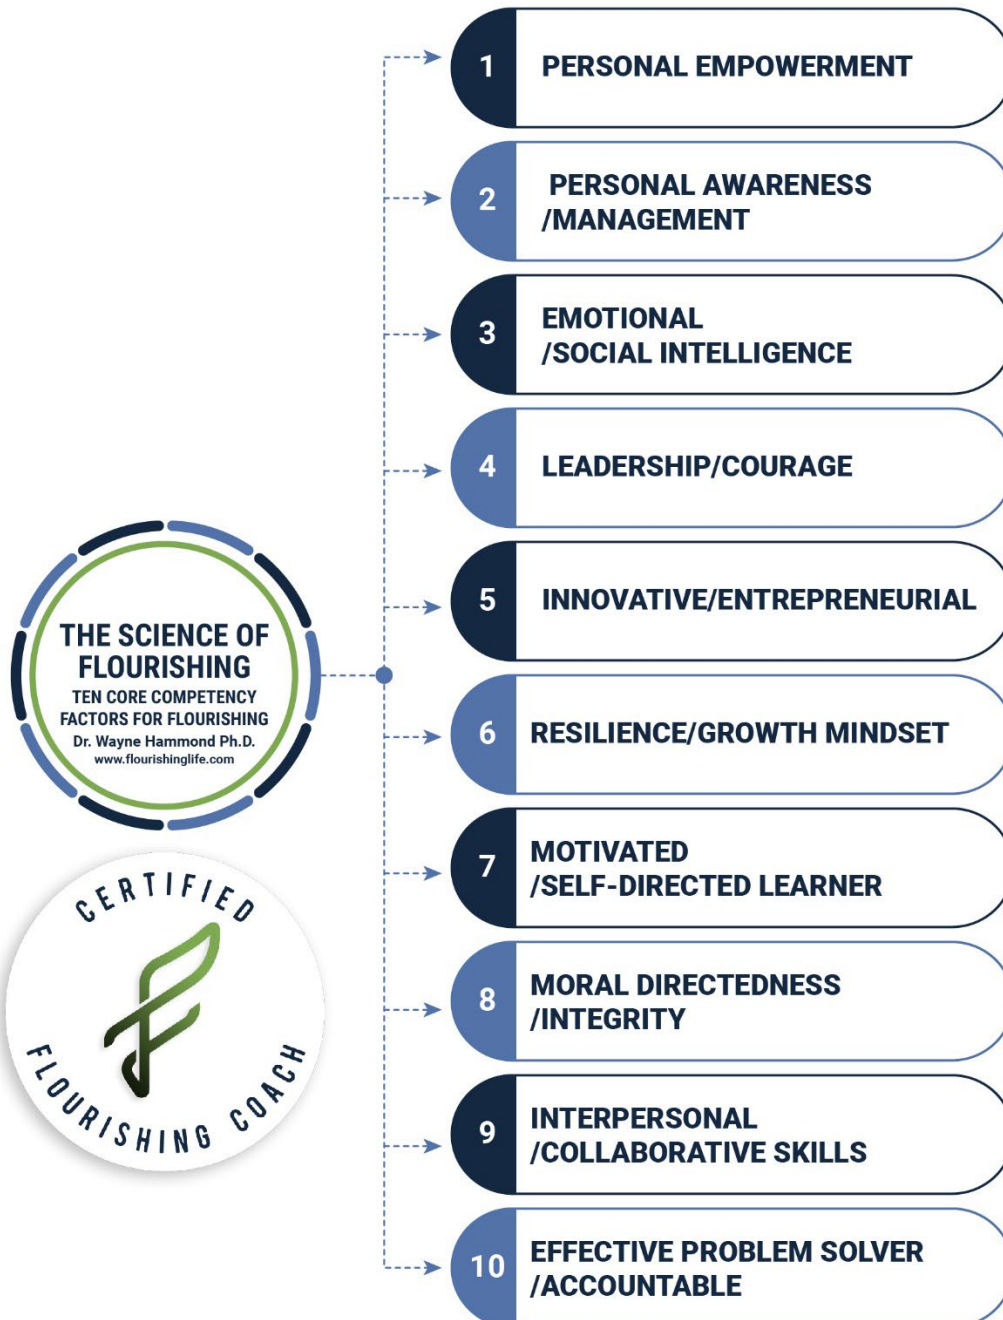 THE SCIENCE OF
FLOURISHING
TEN CORE COMPETENCY
FACTORS FOR FLOURISHING
Dr. Wayne Hammond Ph.D.
www.flourishinglife.com
CERTIFIED
FLOURISHING COACH
1 PERSONAL EMPOWERMENT
2 PERSONAL AWARENESS
/MANAGEMENT
3 EMOTIONAL
/SOCIAL INTELLIGENCE
4 LEADERSHIP/COURAGE
5 INNOVATIVE/ENTREPRENEURIAL
6 RESILIENCE/GROWTH MINDSET
7 MOTIVATED
/SELF-DIRECTED LEARNER
8 MORAL DIRECTEDNESS
/INTEGRITY
9 INTERPERSONAL
/COLLABORATIVE SKILLS
10 EFFECTIVE PROBLEM SOLVER
/ACCOUNTABLE